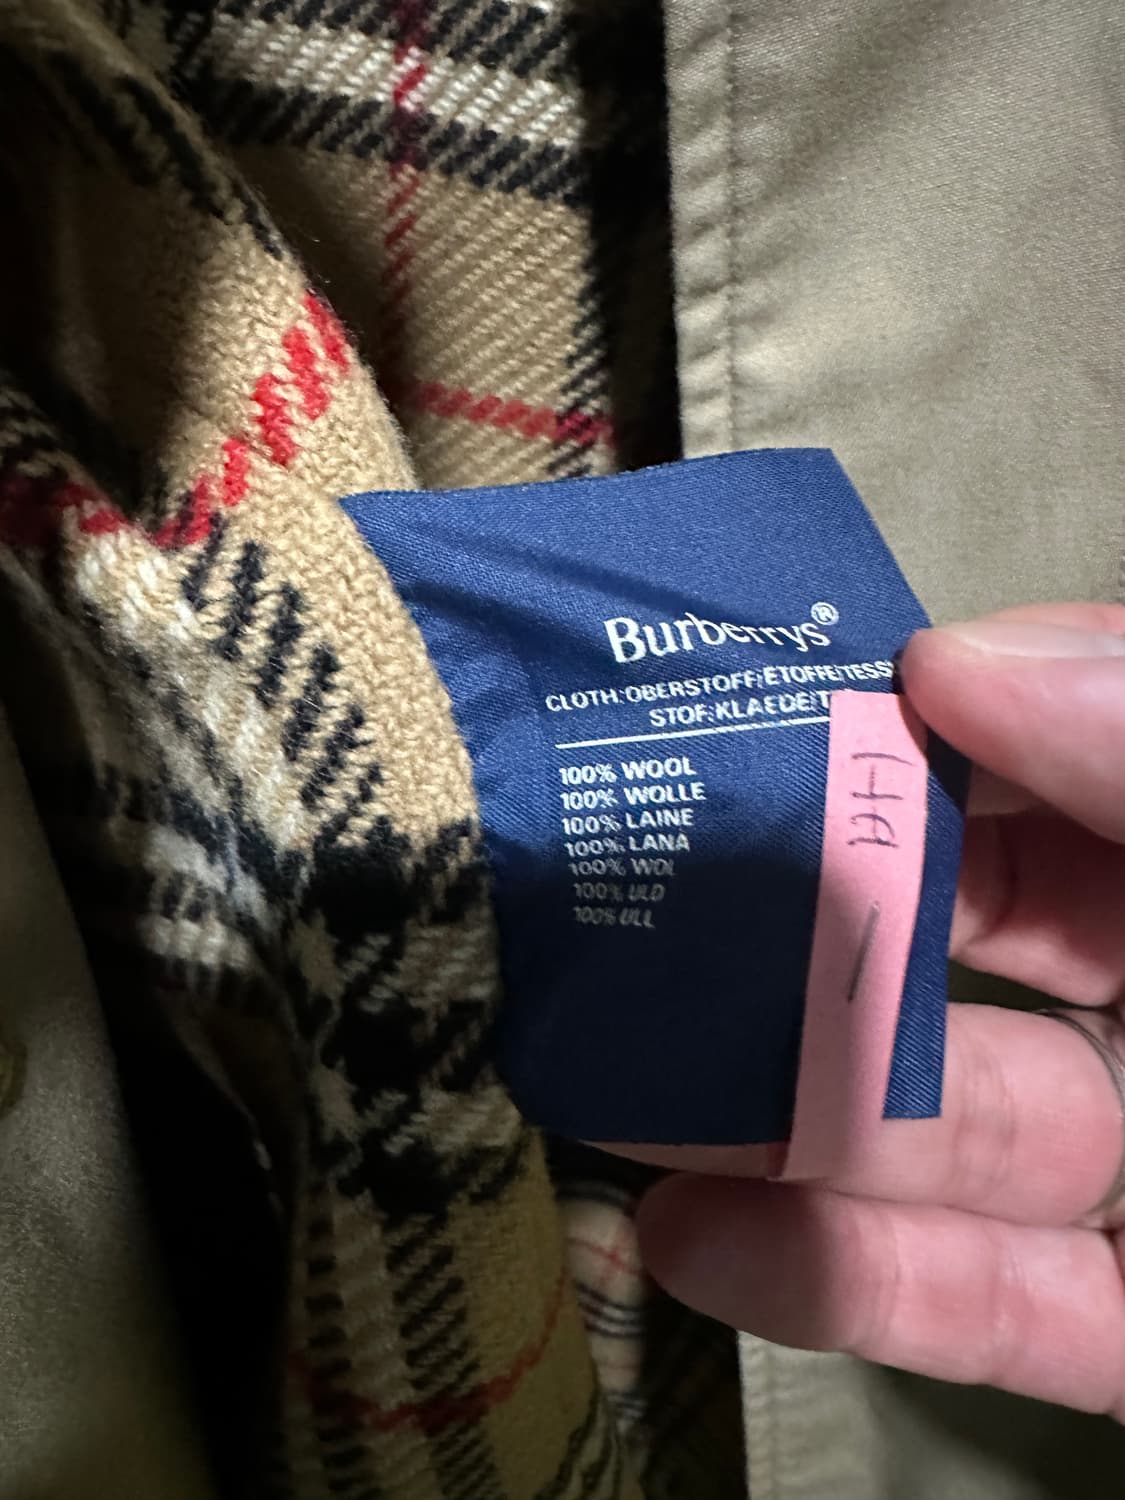 Burberrys®
CLOTH:OBERSTOFF:ETOFFE:TESS
STOF:KLAEDE:T
100% WOOL
100% WOLLE
100% LAINE
100% LANA
100% WOL
100% ULD
100% ULL